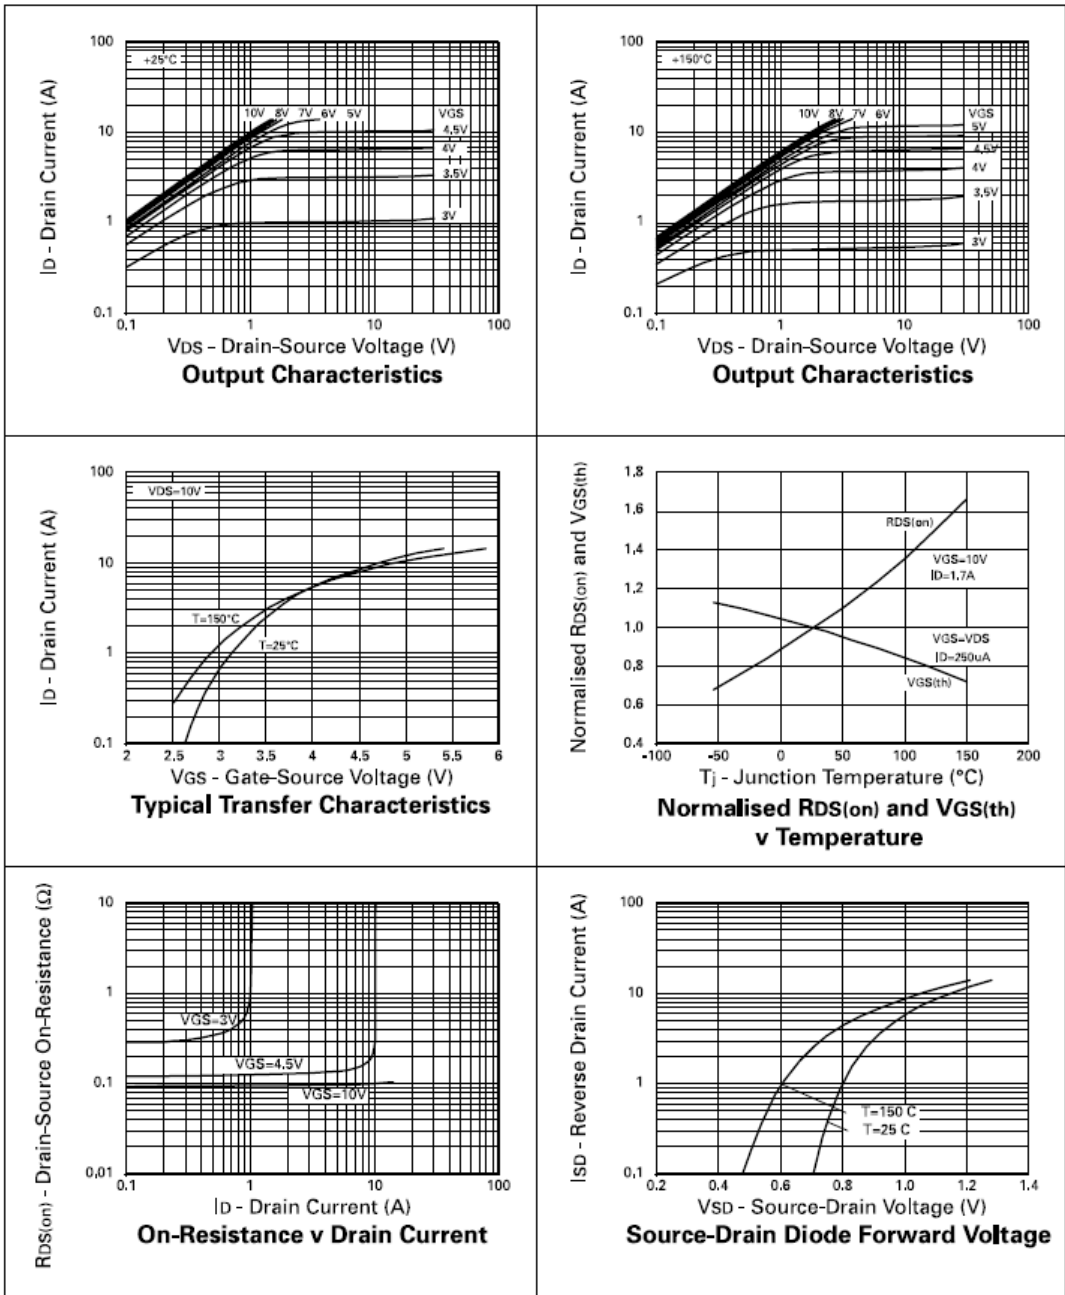 100
+25°C
10V 8V 7V 6V 5V VGS
10
4,5V
4V
3,5V
1
3V
0.1
0.1 1 10 100
ID - Drain Current (A)
VDS - Drain-Source Voltage (V)
Output Characteristics
100
+150°C
10V 8V 7V 6V VGS
10
5V
4,5V
4V
3,5V
1
3V
0.1
0.1 1 10 100
ID - Drain Current (A)
VDS - Drain-Source Voltage (V)
Output Characteristics
100
VDS=10V
10
T=150°C
T=25°C
1
0.1
2 2.5 3 3.5 4 4.5 5 5.5 6
ID - Drain Current (A)
VGS - Gate-Source Voltage (V)
Typical Transfer Characteristics
1.8
1.6
RDS(on)
1.4
VGS=10V
ID=1.7A
1.2
1.0
VGS=VDS
ID=250uA
0.8
VGS(th)
0.6
0.4
-100 -50 0 50 100 150 200
Normalised RDS(on) and VGS(th)
Tj - Junction Temperature (°C)
Normalised RDS(on) and VGS(th)
v Temperature
10
1
VGS=3V
VGS=4.5V
0.1
VGS=10V
0,01
0.1 1 10 100
RDS(on) - Drain-Source On-Resistance (Ω)
ID - Drain Current (A)
On-Resistance v Drain Current
100
10
1
T=150 C
T=25 C
0,1
0.2 0.4 0.6 0.8 1.0 1.2 1.4
ISD - Reverse Drain Current (A)
VSD - Source-Drain Voltage (V)
Source-Drain Diode Forward Voltage